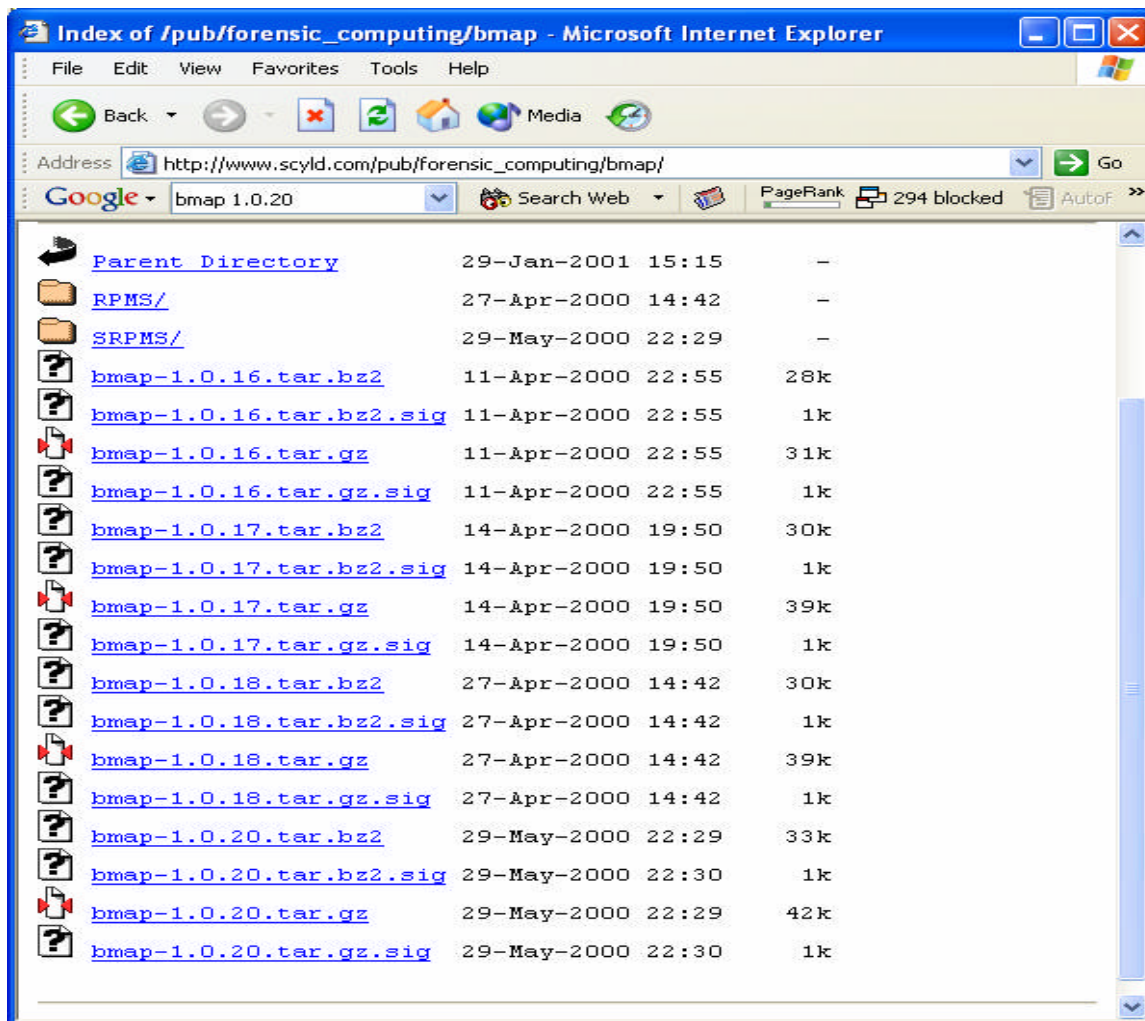 Index of /pub/forensic_computing/bmap - Microsoft Internet Explorer
File Edit View Favorites Tools Help
Back Media
Address http://www.scyld.com/pub/forensic_computing/bmap/ Go
Google bmap 1.0.20 Search Web PageRank 294 blocked AutoF »
Parent Directory 29-Jan-2001 15:15 -
RPMS/ 27-Apr-2000 14:42 -
SRPMS/ 29-May-2000 22:29 -
bmap-1.0.16.tar.bz2 11-Apr-2000 22:55 28k
bmap-1.0.16.tar.bz2.sig 11-Apr-2000 22:55 1k
bmap-1.0.16.tar.gz 11-Apr-2000 22:55 31k
bmap-1.0.16.tar.gz.sig 11-Apr-2000 22:55 1k
bmap-1.0.17.tar.bz2 14-Apr-2000 19:50 30k
bmap-1.0.17.tar.bz2.sig 14-Apr-2000 19:50 1k
bmap-1.0.17.tar.gz 14-Apr-2000 19:50 39k
bmap-1.0.17.tar.gz.sig 14-Apr-2000 19:50 1k
bmap-1.0.18.tar.bz2 27-Apr-2000 14:42 30k
bmap-1.0.18.tar.bz2.sig 27-Apr-2000 14:42 1k
bmap-1.0.18.tar.gz 27-Apr-2000 14:42 39k
bmap-1.0.18.tar.gz.sig 27-Apr-2000 14:42 1k
bmap-1.0.20.tar.bz2 29-May-2000 22:29 33k
bmap-1.0.20.tar.bz2.sig 29-May-2000 22:30 1k
bmap-1.0.20.tar.gz 29-May-2000 22:29 42k
bmap-1.0.20.tar.gz.sig 29-May-2000 22:30 1k